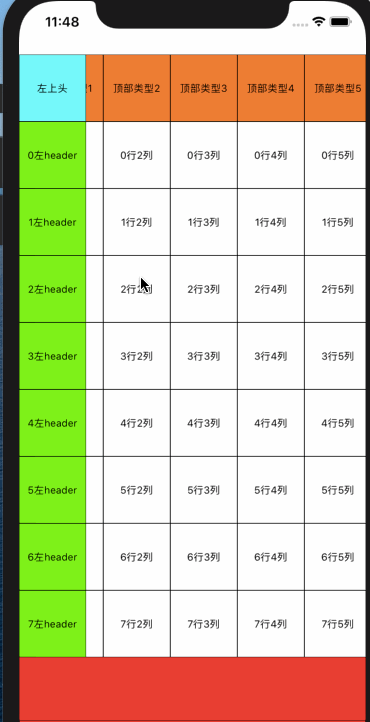 11:48
左上头 顶部类型2 顶部类型3 顶部类型4 顶部类型5
0左header 0行2列 0行3列 0行4列 0行5列
1左header 1行2列 1行3列 1行4列 1行5列
2左header 2行2列 2行3列 2行4列 2行5列
3左header 3行2列 3行3列 3行4列 3行5列
4左header 4行2列 4行3列 4行4列 4行5列
5左header 5行2列 5行3列 5行4列 5行5列
6左header 6行2列 6行3列 6行4列 6行5列
7左header 7行2列 7行3列 7行4列 7行5列